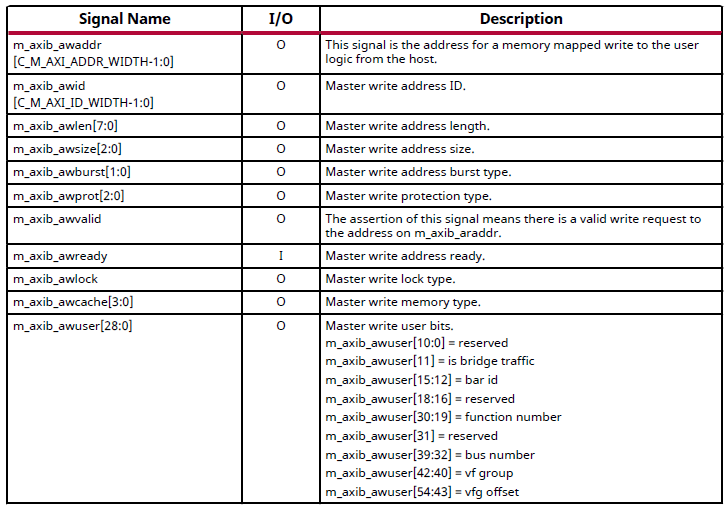 Signal Name I/O Description
m_axib_awaddr O This signal is the address for a memory mapped write to the user
[C_M_AXI_ADDR_WIDTH-1:0] logic from the host.
m_axib_awid O Master write address ID.
[C_M_AXI_ID_WIDTH-1:0]
m_axib_awlen[7:0] O Master write address length.
m_axib_awsize[2:0] O Master write address size.
m_axib_awburst[1:0] O Master write address burst type.
m_axib_awprot[2:0] O Master write protection type.
m_axib_awvalid O The assertion of this signal means there is a valid write request to
the address on m_axib_araddr.
m_axib_awready I Master write address ready.
m_axib_awlock O Master write lock type.
m_axib_awcache[3:0] O Master write memory type.
m_axib_awuser[28:0] O Master write user bits.
m_axib_awuser[10:0] = reserved
m_axib_awuser[11] = is bridge traffic
m_axib_awuser[15:12] = bar id
m_axib_awuser[18:16] = reserved
m_axib_awuser[30:19] = function number
m_axib_awuser[31] = reserved
m_axib_awuser[39:32] = bus number
m_axib_awuser[42:40] = vf group
m_axib_awuser[54:43] = vfg offset